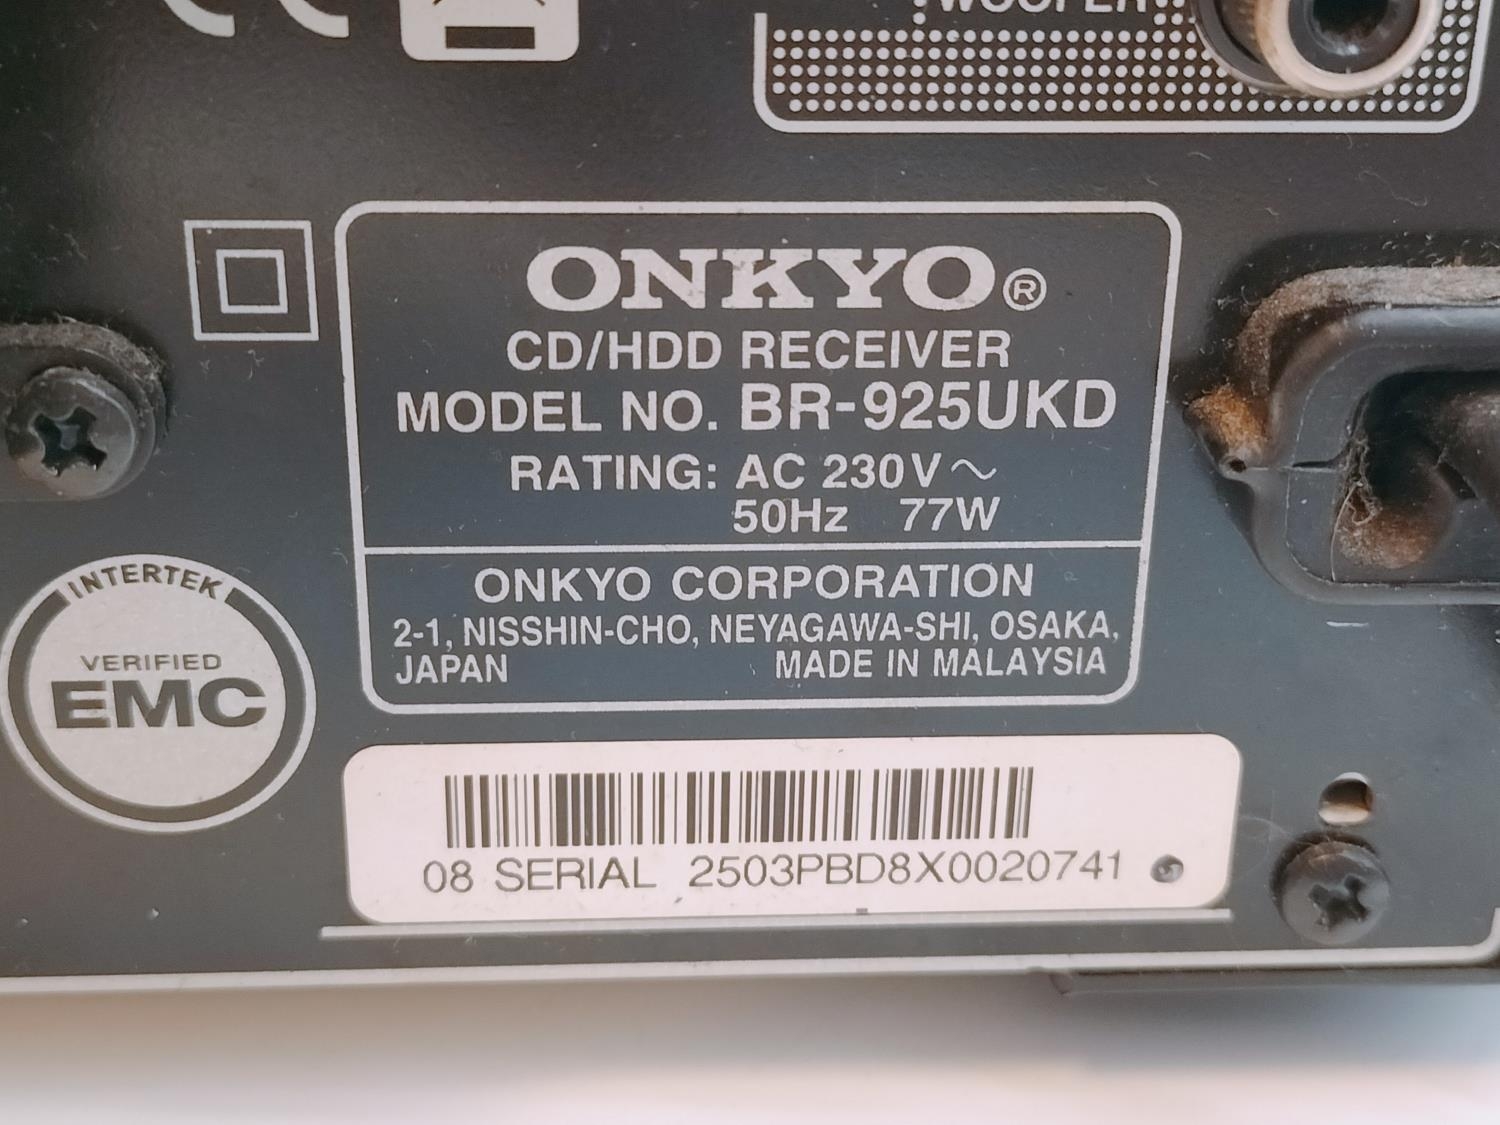 WOOFER
ONKYO®
CD/HDD RECEIVER
MODEL NO. BR-925UKD
RATING: AC 230V ~
50Hz 77W
ONKYO CORPORATION
2-1, NISSHIN-CHO, NEYAGAWA-SHI, OSAKA,
JAPAN MADE IN MALAYSIA
INTERTEK
VERIFIED
EMC
08 SERIAL 2503PBD8X0020741